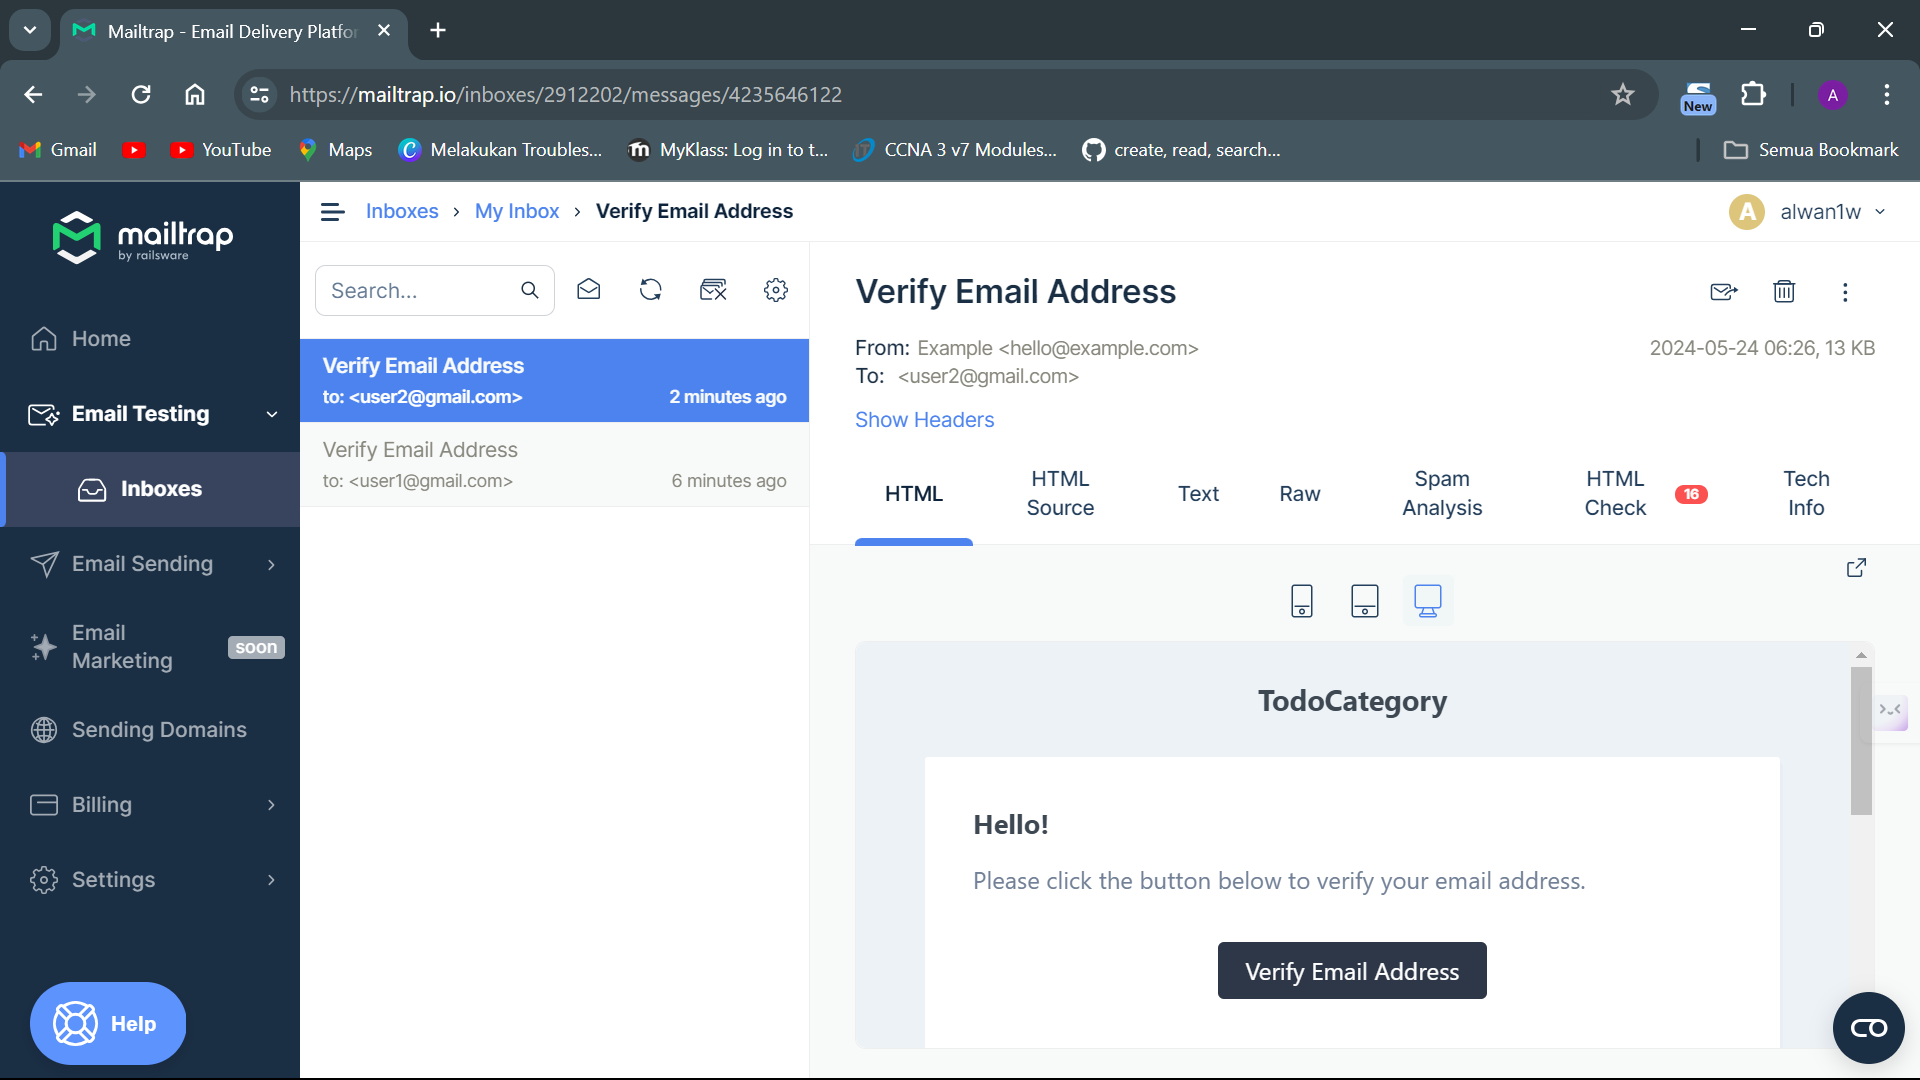 Mailtrap - Email Delivery Platfo
https://mailtrap.io/inboxes/2912202/messages/4235646122
New
A
Gmail
YouTube
Maps
Melakukan Troubles...
MyKlass: Log in to t...
CCNA 3 v7 Modules...
create, read, search...
Semua Bookmark
mailtrap
by railsware
Home
Email Testing
Inboxes
Email Sending
Email
Marketing
soon
Sending Domains
Billing
Settings
Help
Inboxes › My Inbox › Verify Email Address
A alwan1w
Search...
Verify Email Address
to: <user2@gmail.com> 2 minutes ago
Verify Email Address
to: <user1@gmail.com> 6 minutes ago
Verify Email Address
From: Example <hello@example.com> 2024-05-24 06:26, 13 KB
To: <user2@gmail.com>
Show Headers
HTML
HTML
Source
Text
Raw
Spam
Analysis
HTML
Check
16
Tech
Info
TodoCategory
Hello!
Please click the button below to verify your email address.
Verify Email Address